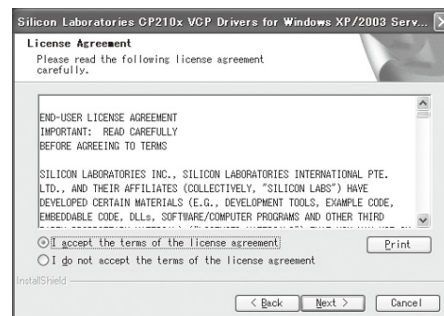 Silicon Laboratories CP210x VCP Drivers for Windows XP/2003 Serv...
License Agreement
Please read the following license agreement
carefully.
END-USER LICENSE AGREEMENT
IMPORTANT: READ CAREFULLY
BEFORE AGREEING TO TERMS
SILICON LABORATORIES INC., SILICON LABORATORIES INTERNATIONAL PTE.
LTD., AND THEIR AFFILIATES (COLLECTIVELY, "SILICON LABS") HAVE
DEVELOPED CERTAIN MATERIALS (E.G., DEVELOPMENT TOOLS, EXAMPLE CODE,
EMBEDDABLE CODE, DLLs, SOFTWARE/COMPUTER PROGRAMS AND OTHER THIRD
I accept the terms of the license agreement
Print
I do not accept the terms of the license agreement
InstallShield
< Back
Next >
Cancel